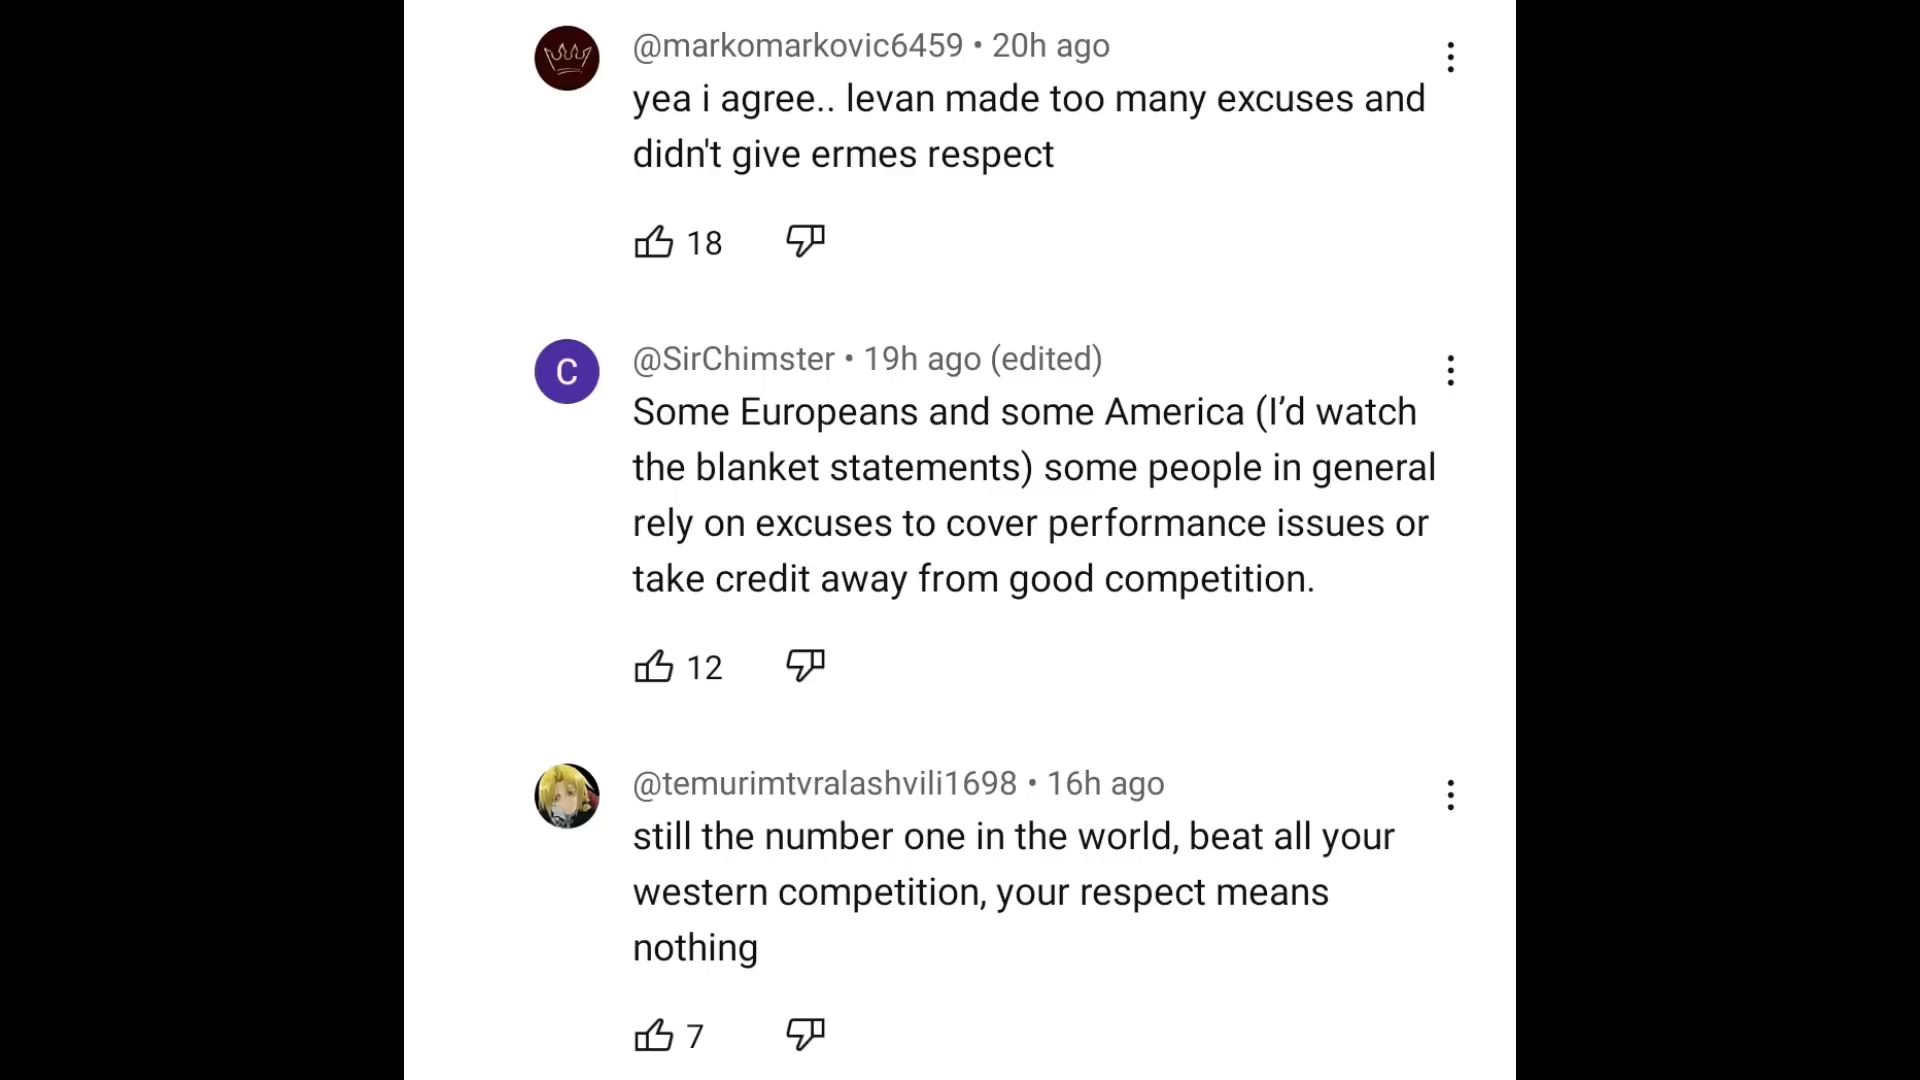 @markomarkovic6459 • 20h ago
yea i agree.. levan made too many excuses and
didn't give ermes respect
18
C
@SirChimster • 19h ago (edited)
Some Europeans and some America (I’d watch
the blanket statements) some people in general
rely on excuses to cover performance issues or
take credit away from good competition.
12
@temurimtvralashvili1698 • 16h ago
still the number one in the world, beat all your
western competition, your respect means
nothing
7